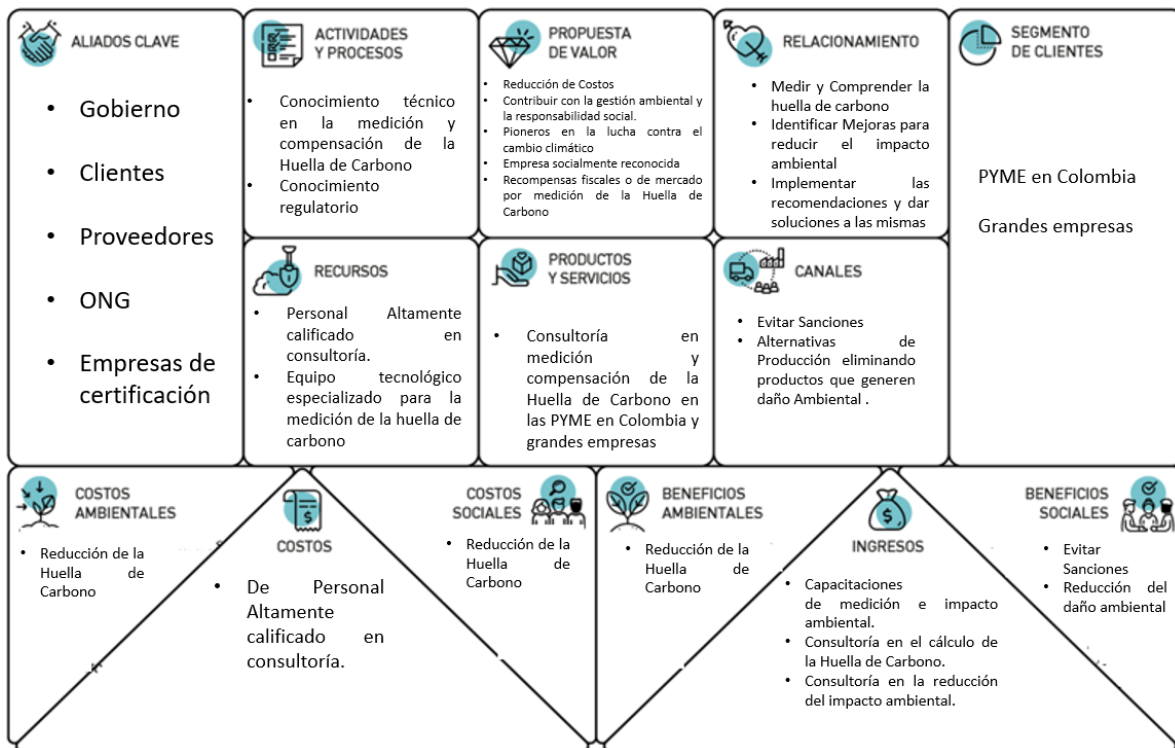 ALIADOS CLAVE
• Gobierno
• Clientes
• Proveedores
• ONG
• Empresas de
certificación
ACTIVIDADES
Y PROCESOS
• Conocimiento técnico
en la medición y
compensación de la
Huella de Carbono
• Conocimiento
regulatorio
RECURSOS
• Personal Altamente
calificado en
consultoría.
• Equipo tecnológico
especializado para la
medición de la huella de
carbono
PROPUESTA
DE VALOR
• Reducción de Costos
• Contribuir con la gestión ambiental y
la responsabilidad social.
• Pioneros en la lucha contra el
cambio climático
• Empresa socialmente reconocida
• Recompensas fiscales o de mercado
por medición de la Huella de
Carbono
PRODUCTOS
Y SERVICIOS
• Consultoría en
medición y
compensación de la
Huella de Carbono en
las PYME en Colombia y
grandes empresas
RELACIONAMIENTO
• Medir y Comprender la
huella de carbono
• Identificar Mejoras para
reducir el impacto
ambiental
• Implementar las
recomendaciones y dar
soluciones a las mismas
CANALES
• Evitar Sanciones
• Alternativas de
Producción eliminando
productos que generen
daño Ambiental .
SEGMENTO
DE CLIENTES
PYME en Colombia
Grandes empresas
COSTOS
AMBIENTALES
• Reducción de la
Huella de
Carbono
COSTOS
• De Personal
Altamente
calificado en
consultoría.
COSTOS
SOCIALES
• Reducción de la
Huella de
Carbono
BENEFICIOS
AMBIENTALES
• Reducción de la
Huella de
Carbono
INGRESOS
• Capacitaciones
de medición e impacto
ambiental.
• Consultoría en el cálculo de
la Huella de Carbono.
• Consultoría en la reducción
del impacto ambiental.
BENEFICIOS
SOCIALES
• Evitar
Sanciones
• Reducción del
daño ambiental